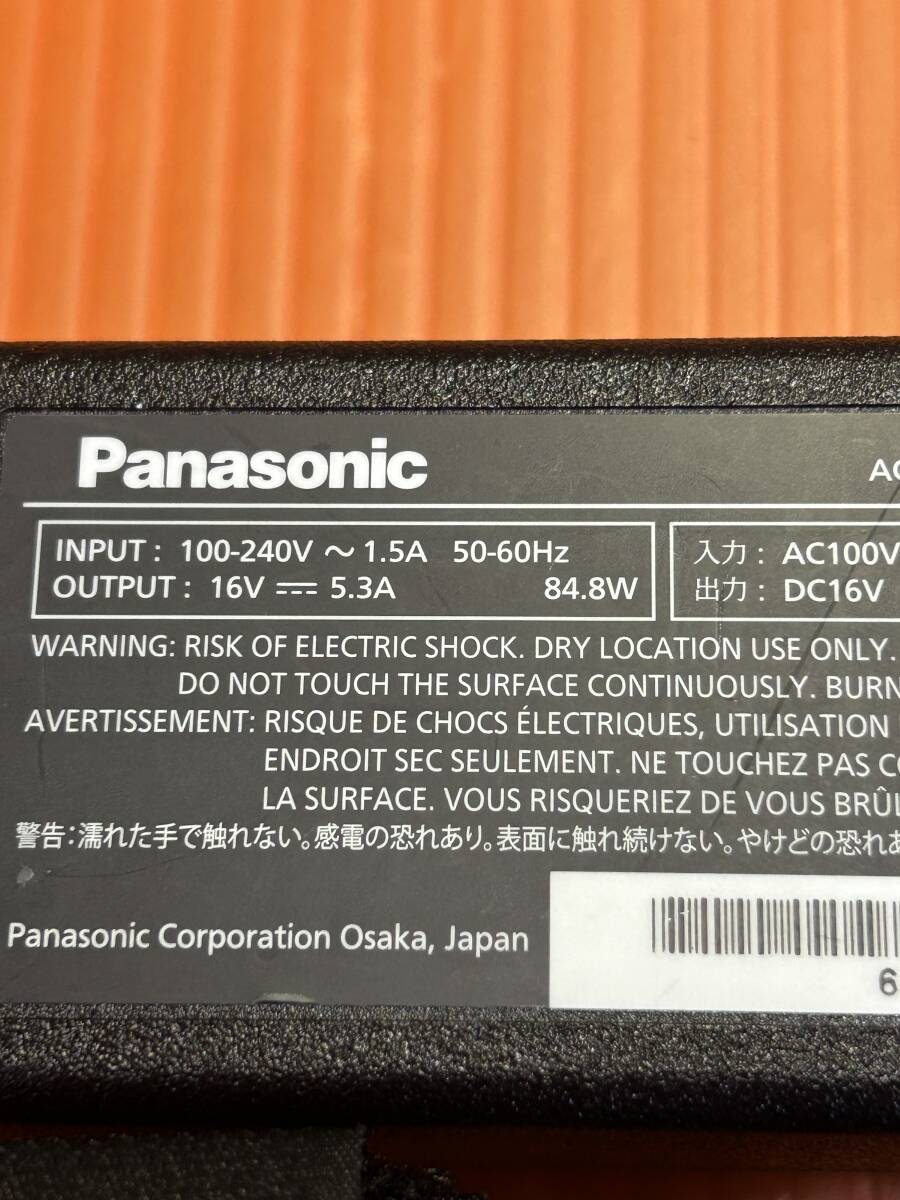 Panasonic
AC
INPUT : 100-240V ～ 1.5A 50-60Hz
OUTPUT : 16V ⎓ 5.3A 84.8W
入力 : AC100V
出力 : DC16V
WARNING: RISK OF ELECTRIC SHOCK. DRY LOCATION USE ONLY.
DO NOT TOUCH THE SURFACE CONTINUOUSLY. BURN
AVERTISSEMENT: RISQUE DE CHOCS ÉLECTRIQUES, UTILISATION
ENDROIT SEC SEULEMENT. NE TOUCHEZ PAS CO
LA SURFACE. VOUS RISQUERIEZ DE VOUS BRÛL
警告:濡れた手で触れない。感電の恐れあり。表面に触れ続けない。やけどの恐れあ
Panasonic Corporation Osaka, Japan
6